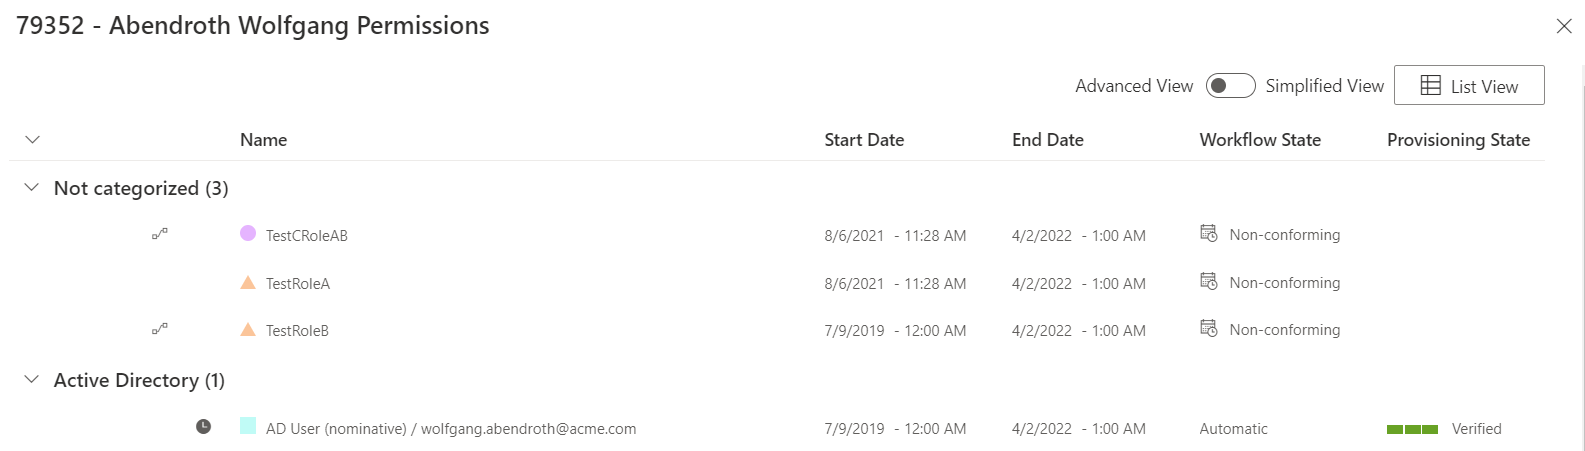 79352 - Abendroth Wolfgang Permissions
Advanced View Simplified View List View
Name Start Date End Date Workflow State Provisioning State
Not categorized (3)
TestCRoleAB 8/6/2021 - 11:28 AM 4/2/2022 - 1:00 AM Non-conforming
TestRoleA 8/6/2021 - 11:28 AM 4/2/2022 - 1:00 AM Non-conforming
TestRoleB 7/9/2019 - 12:00 AM 4/2/2022 - 1:00 AM Non-conforming
Active Directory (1)
AD User (nominative) / wolfgang.abendroth@acme.com 7/9/2019 - 12:00 AM 4/2/2022 - 1:00 AM Automatic Verified